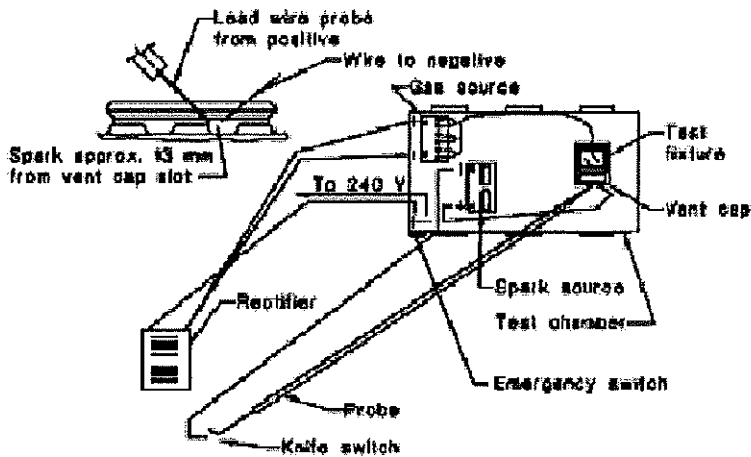 Lead wire probe
from positive
Wire to negative
Gas source
Spark approx. 13 mm
from vent cap slot
To 240 V
Test
fixture
Vent cap
Spark source
Test chamber
Rectifier
Emergency switch
Probe
Knife switch